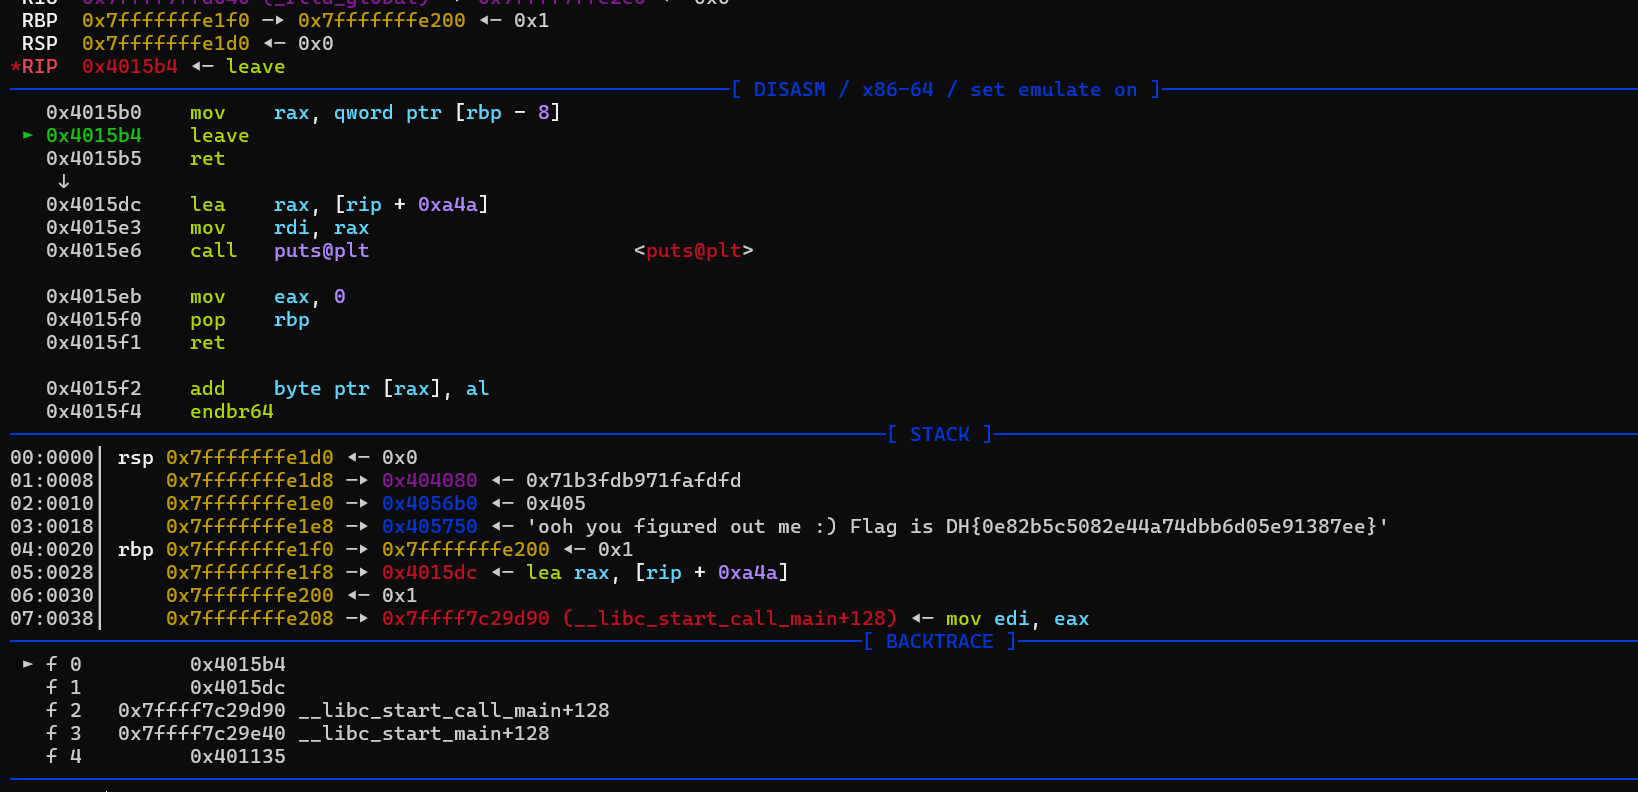 RBP  0x7fffffffe1f0 —▸ 0x7fffffffe200 ◂— 0x1
RSP  0x7fffffffe1d0 ◂— 0x0
*RIP  0x4015b4 ◂— leave
[ DISASM / x86-64 / set emulate on ]
0x4015b0    mov    rax, qword ptr [rbp - 8]
► 0x4015b4    leave
0x4015b5    ret
↓
0x4015dc    lea    rax, [rip + 0xa4a]
0x4015e3    mov    rdi, rax
0x4015e6    call   puts@plt                      <puts@plt>
0x4015eb    mov    eax, 0
0x4015f0    pop    rbp
0x4015f1    ret
0x4015f2    add    byte ptr [rax], al
0x4015f4    endbr64
[ STACK ]
00:0000│ rsp 0x7fffffffe1d0 ◂— 0x0
01:0008│     0x7fffffffe1d8 —▸ 0x404080 ◂— 0x71b3fdb971fafdfd
02:0010│     0x7fffffffe1e0 —▸ 0x4056b0 ◂— 0x405
03:0018│     0x7fffffffe1e8 —▸ 0x405750 ◂— 'ooh you figured out me :) Flag is DH{0e82b5c5082e44a74dbb6d05e91387ee}'
04:0020│ rbp 0x7fffffffe1f0 —▸ 0x7fffffffe200 ◂— 0x1
05:0028│     0x7fffffffe1f8 —▸ 0x4015dc ◂— lea rax, [rip + 0xa4a]
06:0030│     0x7fffffffe200 ◂— 0x1
07:0038│     0x7fffffffe208 —▸ 0x7ffff7c29d90 (__libc_start_call_main+128) ◂— mov edi, eax
[ BACKTRACE ]
► f 0         0x4015b4
f 1         0x4015dc
f 2   0x7ffff7c29d90 __libc_start_call_main+128
f 3   0x7ffff7c29e40 __libc_start_main+128
f 4         0x401135